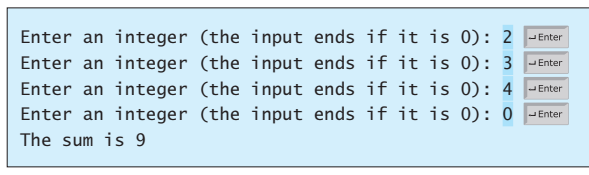 Enter an integer (the input ends if it is 0): 2 ↵Enter
Enter an integer (the input ends if it is 0): 3 ↵Enter
Enter an integer (the input ends if it is 0): 4 ↵Enter
Enter an integer (the input ends if it is 0): 0 ↵Enter
The sum is 9